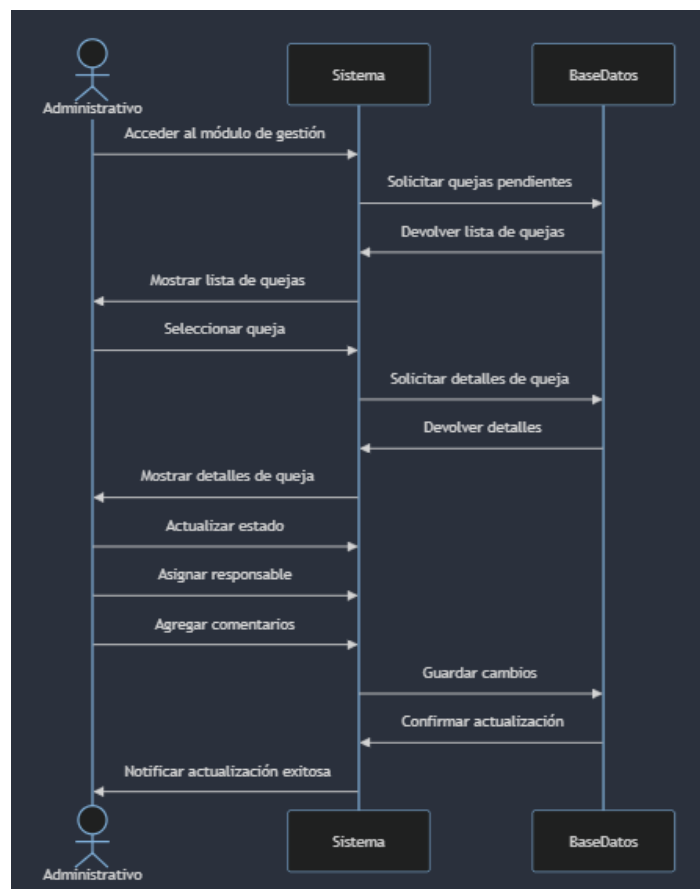 Sistema
BaseDatos
Administrativo
Acceder al módulo de gestión
Solicitar quejas pendientes
Devolver lista de quejas
Mostrar lista de quejas
Seleccionar queja
Solicitar detalles de queja
Devolver detalles
Mostrar detalles de queja
Actualizar estado
Asignar responsable
Agregar comentarios
Guardar cambios
Confirmar actualización
Notificar actualización exitosa
Sistema
BaseDatos
Administrativo